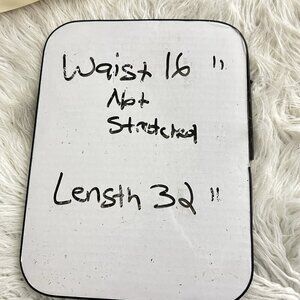 Waist 16 "
Not
Stretched
Length 32 "